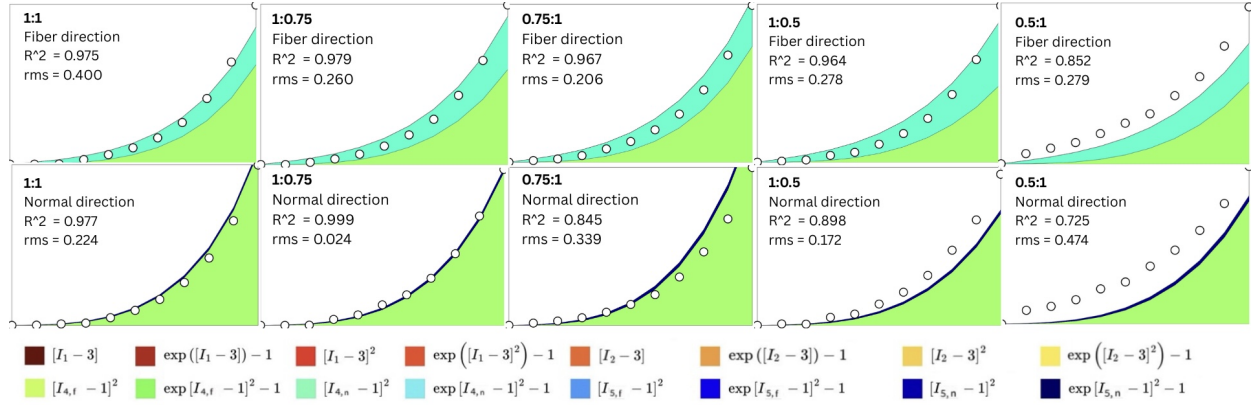 1:1
Fiber direction
R^2 = 0.975
rms = 0.400
1:0.75
Fiber direction
R^2 = 0.979
rms = 0.260
0.75:1
Fiber direction
R^2 = 0.967
rms = 0.206
1:0.5
Fiber direction
R^2 = 0.964
rms = 0.278
0.5:1
Fiber direction
R^2 = 0.852
rms = 0.279
1:1
Normal direction
R^2 = 0.977
rms = 0.224
1:0.75
Normal direction
R^2 = 0.999
rms = 0.024
0.75:1
Normal direction
R^2 = 0.845
rms = 0.339
1:0.5
Normal direction
R^2 = 0.898
rms = 0.172
0.5:1
Normal direction
R^2 = 0.725
rms = 0.474
[I₁ − 3] exp([I₁ − 3]) − 1 [I₁ − 3]² exp([I₁ − 3]²) − 1 [I₂ − 3] exp([I₂ − 3]) − 1 [I₂ − 3]² exp([I₂ − 3]²) − 1
[I₄,f − 1]² exp[I₄,f − 1]² − 1 [I₄,n − 1]² exp[I₄,n − 1]² − 1 [I₅,f − 1]² exp[I₅,f − 1]² − 1 [I₅,n − 1]² exp[I₅,n − 1]² − 1